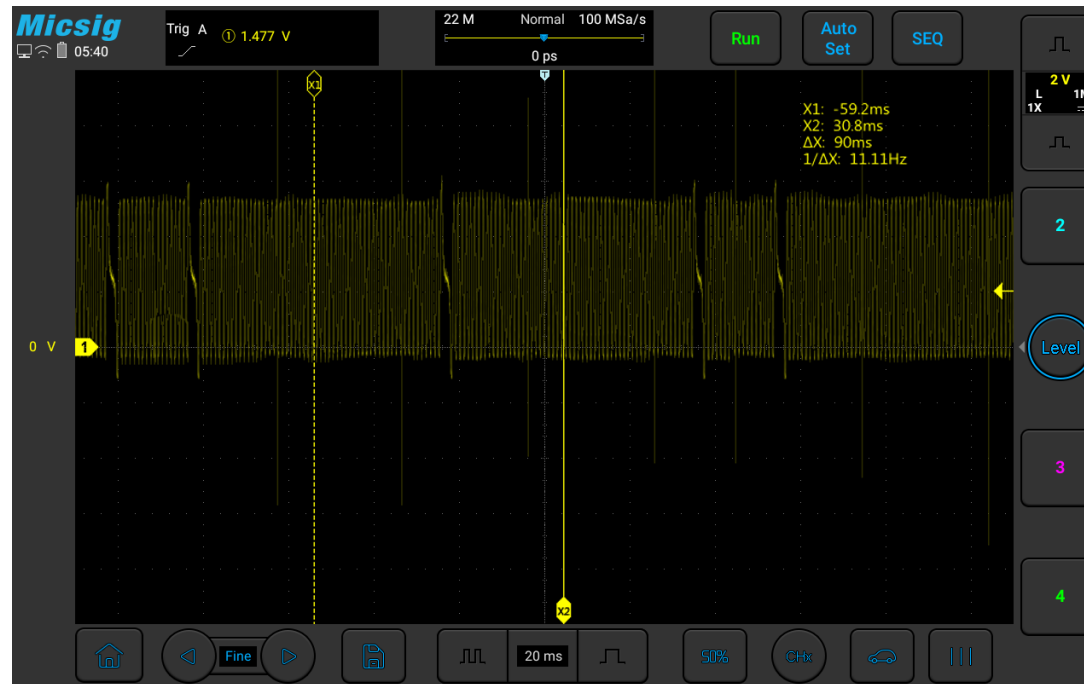 Micsig
05:40
Trig A ① 1.477 V
22 M Normal 100 MSa/s
0 ps
Run
Auto
Set
SEQ
T
X1
X1: -59.2ms
X2: 30.8ms
ΔX: 90ms
1/ΔX: 11.11Hz
2 V
L 1M
1X
2
0 V 1
Level
3
4
X2
Fine
20 ms
50%
CHx